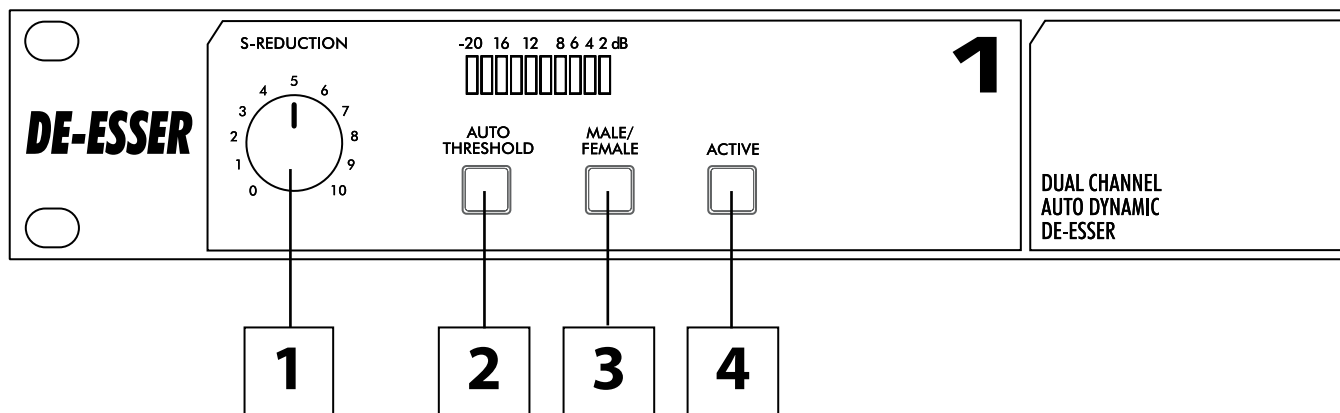 S-REDUCTION
0 1 2 3 4 5 6 7 8 9 10
-20 16 12 8 6 4 2 dB
1
DE-ESSER
AUTO
THRESHOLD
MALE/
FEMALE
ACTIVE
DUAL CHANNEL
AUTO DYNAMIC
DE-ESSER
1
2
3
4